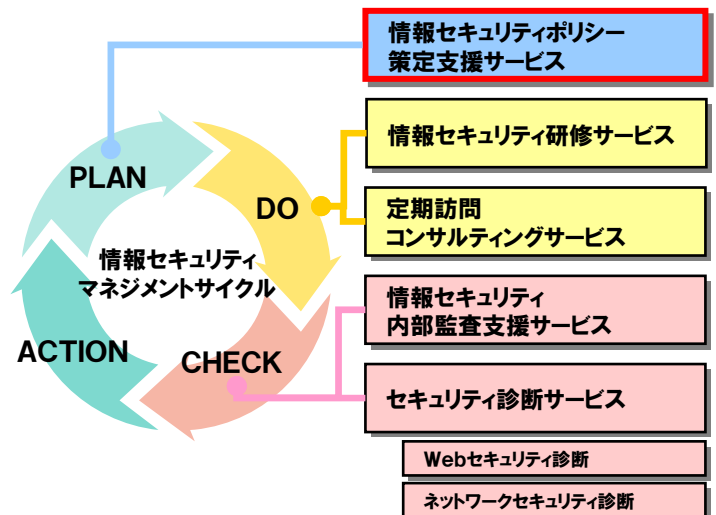 情報セキュリティポリシー
策定支援サービス
情報セキュリティ研修サービス
PLAN
DO
定期訪問
コンサルティングサービス
情報セキュリティ
マネジメントサイクル
情報セキュリティ
内部監査支援サービス
ACTION
CHECK
セキュリティ診断サービス
Webセキュリティ診断
ネットワークセキュリティ診断